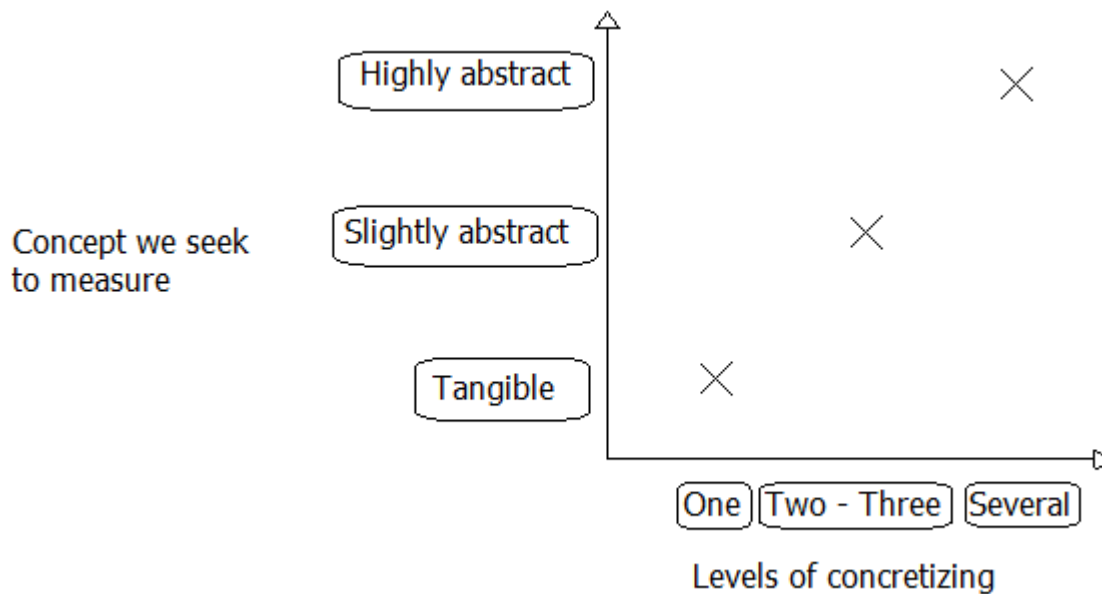 Highly abstract
Slightly abstract
Concept we seek
to measure
Tangible
One
Two - Three
Several
Levels of concretizing